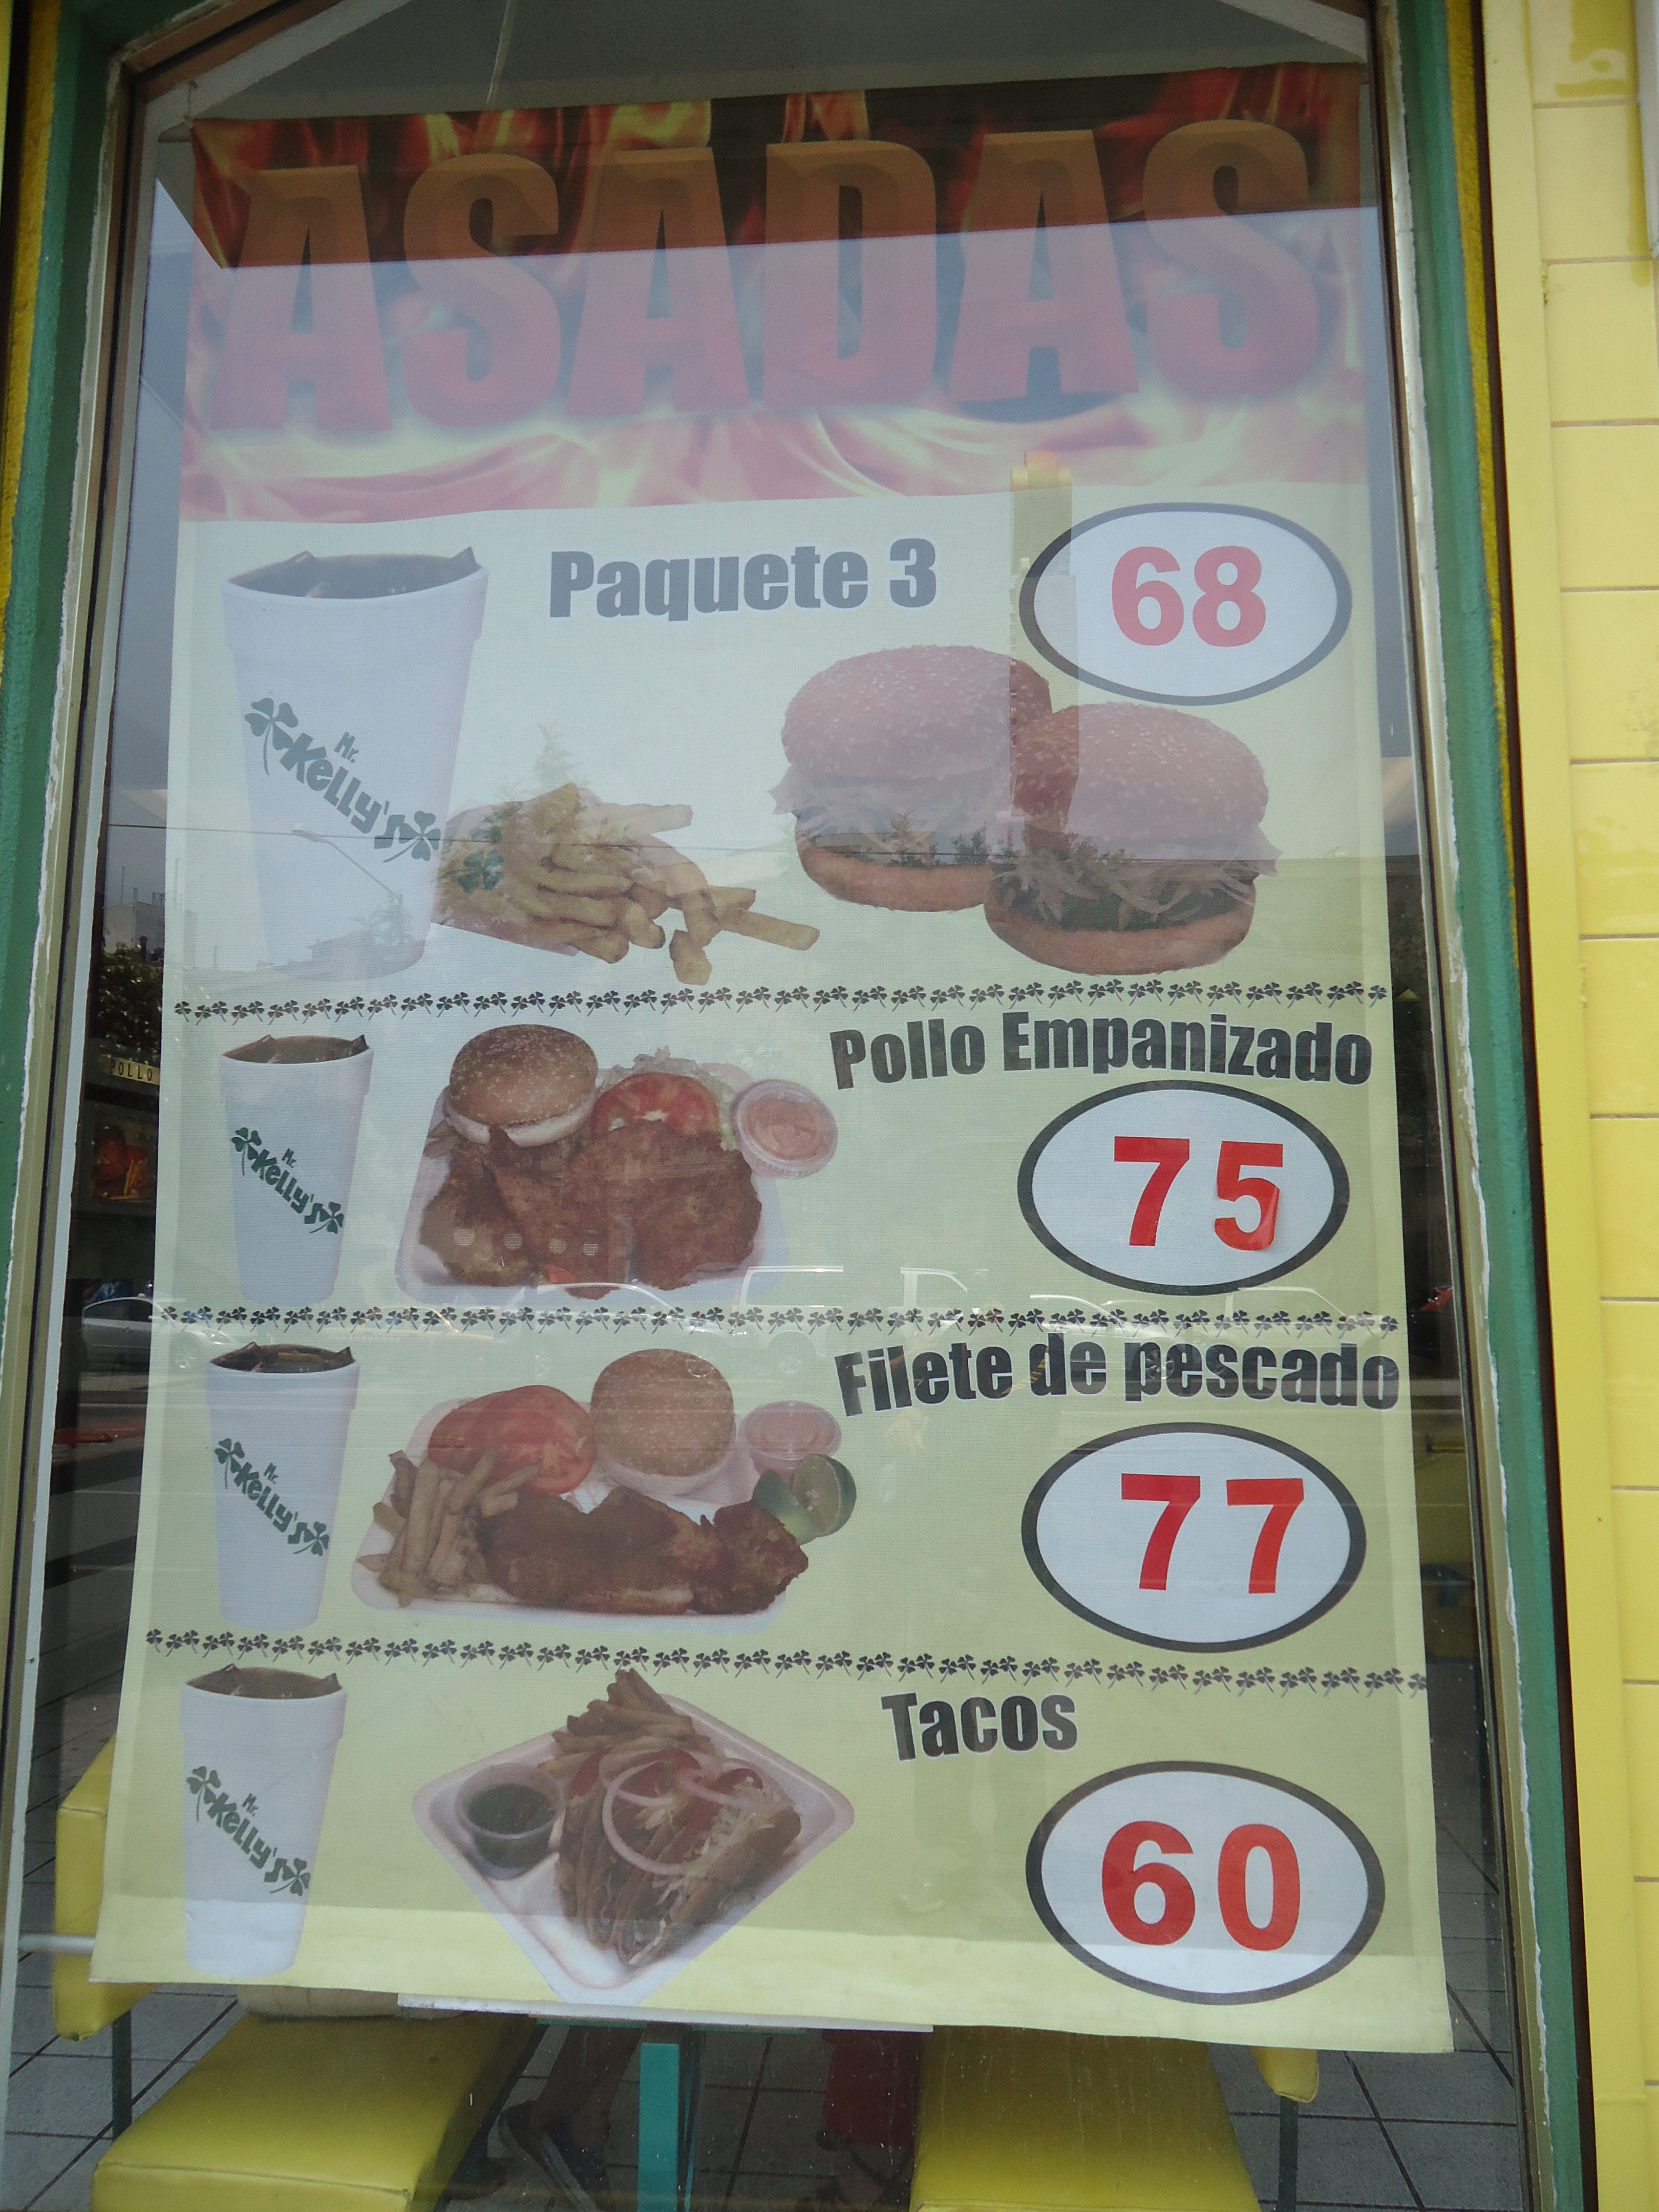 ASADAS
Paquete 3
68
Mr.
Kelly's
Pollo Empanizado
POLLO
75
Mr.
Kelly's
Filete de pescado
77
Mr.
Kelly's
Tacos
60
Mr.
Kelly's